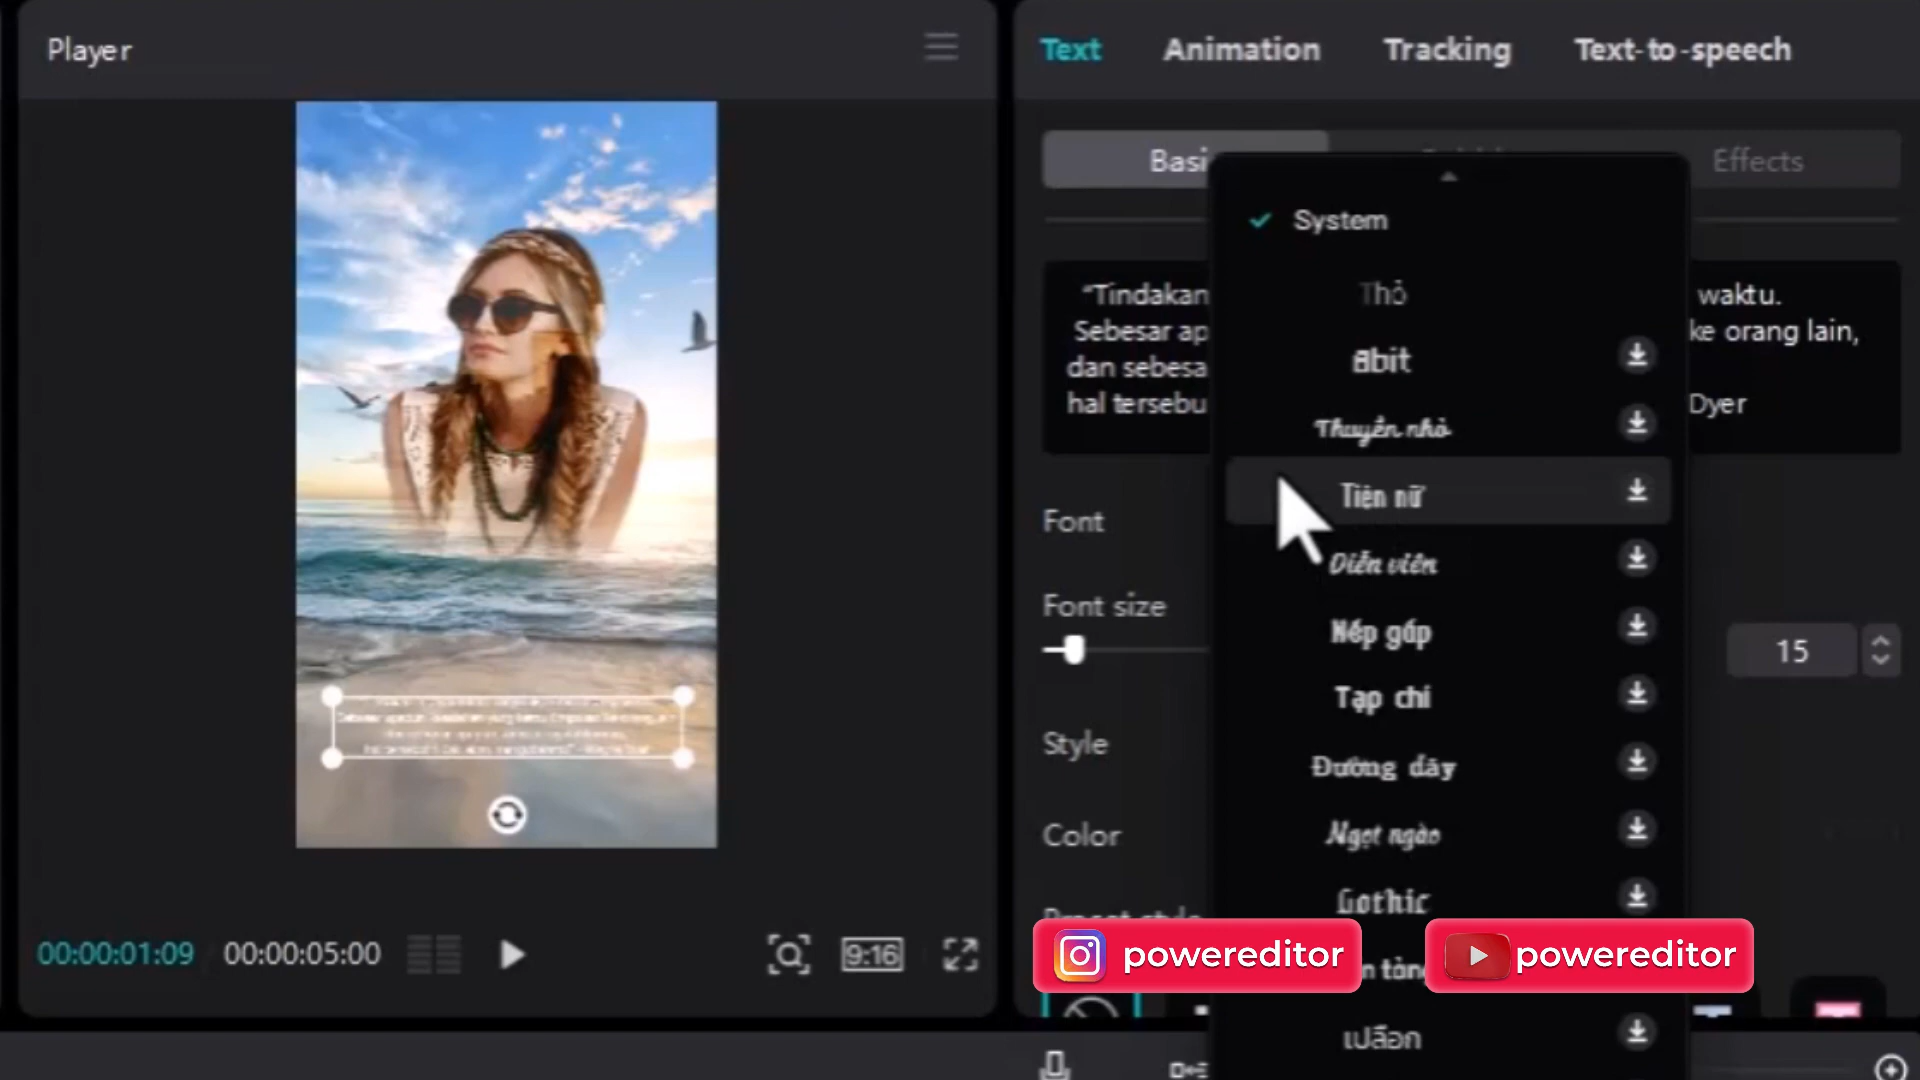 Player
Text Animation Tracking Text-to-speech
Basi
Effects
System
Thỏ
8bit
Thuyền nhỏ
Tiên nữ
Diễn viên
Nếp gấp
Tạp chí
Đường dây
Ngọt ngào
Gothic
เปลือก
"Tindakan waktu.
Sebesar ap ke orang lain,
dan sebesa
hal tersebu Dyer
Font
Font size
15
Style
Color
Preset style
00:00:01:09 00:00:05:00
9:16
powereditor powereditor